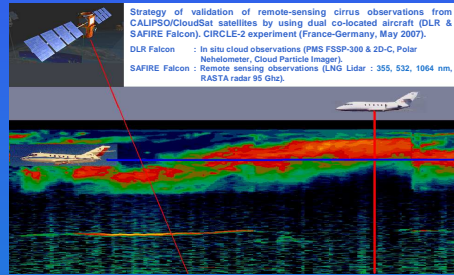 Strategy of validation of remote-sensing cirrus observations from
CALIPSO/CloudSat satellites by using dual co-located aircraft (DLR &
SAFIRE Falcon). CIRCLE-2 experiment (France-Germany, May 2007).
DLR Falcon : In situ cloud observations (PMS FSSP-300 & 2D-C, Polar
Nehelometer, Cloud Particle Imager).
SAFIRE Falcon : Remote sensing observations (LNG Lidar : 355, 532, 1064 nm,
RASTA radar 95 Ghz).